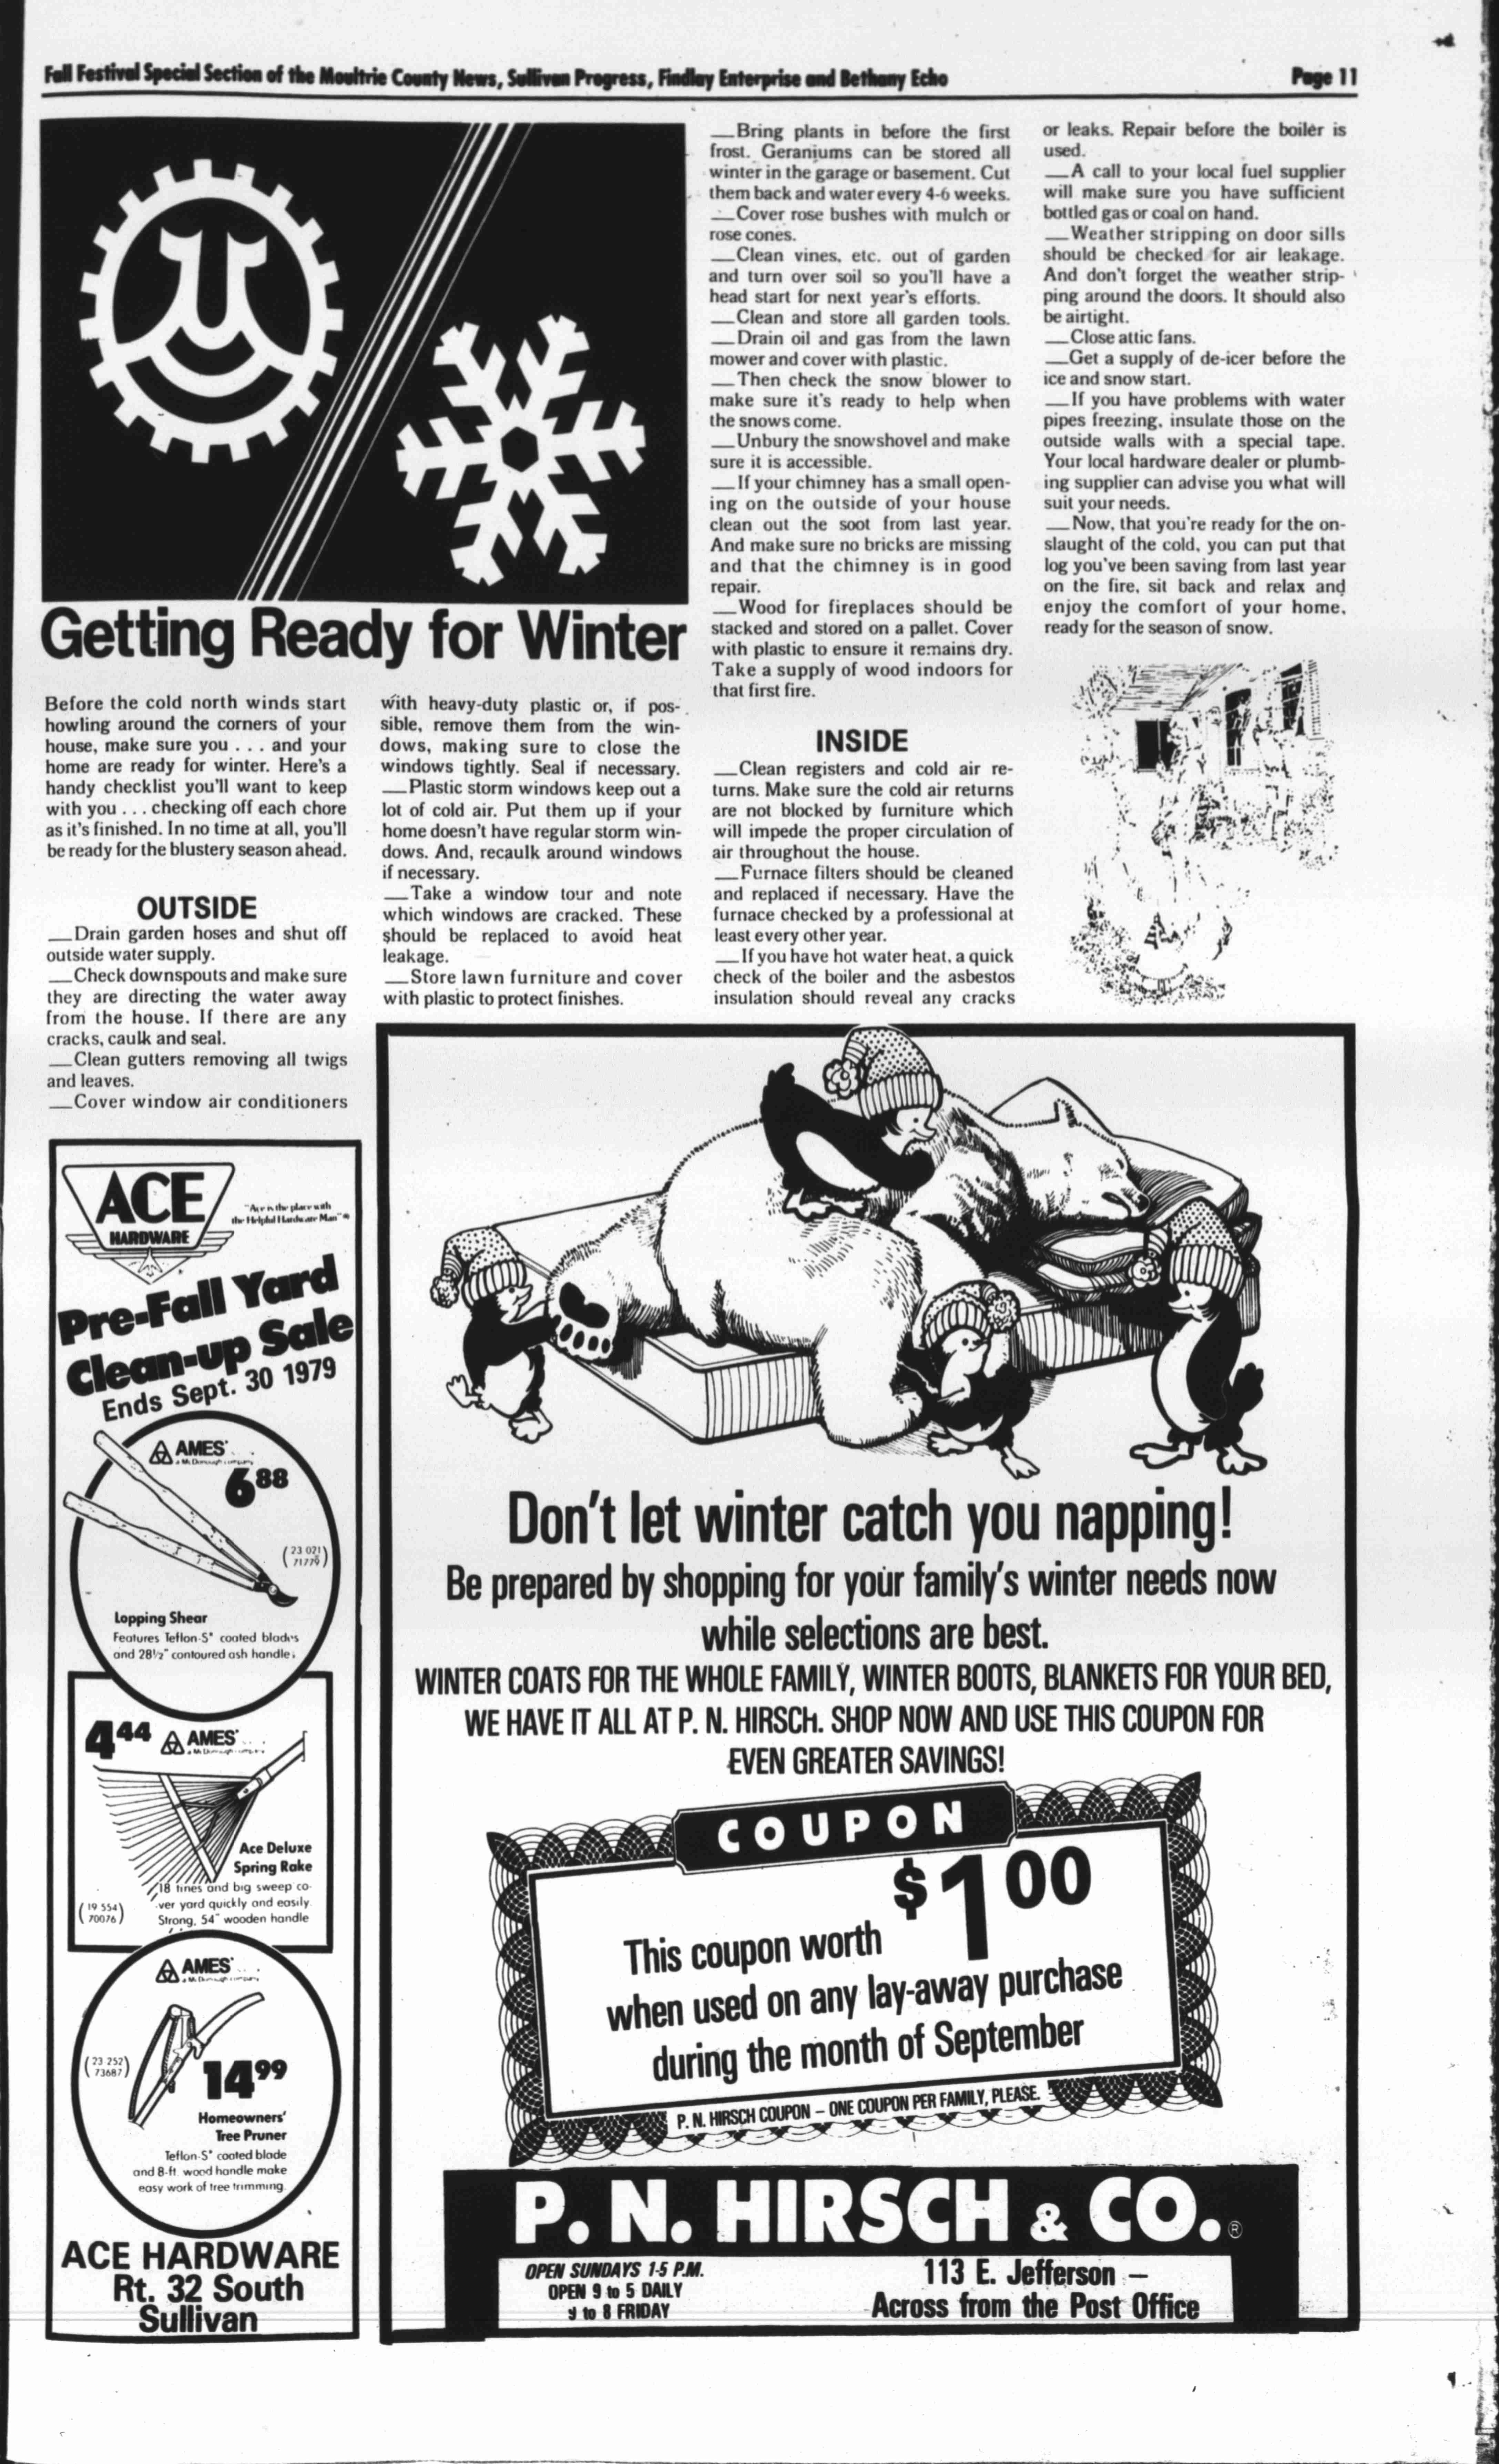 Fall Festival Special Section of the Moultrie County News, Sullivan Progress, Findlay Enterprise and Bethany Echo
Page 11
Getting Ready for Winter
Before the cold north winds start
howling around the corners of your
house, make sure you . . . and your
home are ready for winter. Here's a
handy checklist you'll want to keep
with you . . . checking off each chore
as it's finished. In no time at all, you'll
be ready for the blustery season ahead.
OUTSIDE
__Drain garden hoses and shut off
outside water supply.
__Check downspouts and make sure
they are directing the water away
from the house. If there are any
cracks, caulk and seal.
__Clean gutters removing all twigs
and leaves.
__Cover window air conditioners
with heavy-duty plastic or, if pos-
sible, remove them from the win-
dows, making sure to close the
windows tightly. Seal if necessary.
__Plastic storm windows keep out a
lot of cold air. Put them up if your
home doesn't have regular storm win-
dows. And, recaulk around windows
if necessary.
__Take a window tour and note
which windows are cracked. These
should be replaced to avoid heat
leakage.
__Store lawn furniture and cover
with plastic to protect finishes.
__Bring plants in before the first
frost. Geraniums can be stored all
winter in the garage or basement. Cut
them back and water every 4-6 weeks.
__Cover rose bushes with mulch or
rose cones.
__Clean vines, etc. out of garden
and turn over soil so you'll have a
head start for next year's efforts.
__Clean and store all garden tools.
__Drain oil and gas from the lawn
mower and cover with plastic.
__Then check the snow blower to
make sure it's ready to help when
the snows come.
__Unbury the snowshovel and make
sure it is accessible.
__If your chimney has a small open-
ing on the outside of your house
clean out the soot from last year.
And make sure no bricks are missing
and that the chimney is in good
repair.
__Wood for fireplaces should be
stacked and stored on a pallet. Cover
with plastic to ensure it remains dry.
Take a supply of wood indoors for
that first fire.
INSIDE
__Clean registers and cold air re-
turns. Make sure the cold air returns
are not blocked by furniture which
will impede the proper circulation of
air throughout the house.
__Furnace filters should be cleaned
and replaced if necessary. Have the
furnace checked by a professional at
least every other year.
__If you have hot water heat, a quick
check of the boiler and the asbestos
insulation should reveal any cracks
or leaks. Repair before the boiler is
used.
__A call to your local fuel supplier
will make sure you have sufficient
bottled gas or coal on hand.
__Weather stripping on door sills
should be checked for air leakage.
And don't forget the weather strip-
ping around the doors. It should also
be airtight.
__Close attic fans.
__Get a supply of de-icer before the
ice and snow start.
__If you have problems with water
pipes freezing, insulate those on the
outside walls with a special tape.
Your local hardware dealer or plumb-
ing supplier can advise you what will
suit your needs.
__Now, that you're ready for the on-
slaught of the cold, you can put that
log you've been saving from last year
on the fire, sit back and relax and
enjoy the comfort of your home,
ready for the season of snow.
ACE
HARDWARE
"Ace is the place with
the Helpful Hardware Man"®
Pre-Fall Yard
Clean-up Sale
Ends Sept. 30 1979
AMES
a McDonough company
6 88
(23 021
71779)
Lopping Shear
Features Teflon-S* coated blades
and 28½" contoured ash handles
4 44
AMES
a McDonough company
Ace Deluxe
Spring Rake
18 tines and big sweep co-
ver yard quickly and easily.
Strong, 54" wooden handle
(19 554
70076)
AMES
a McDonough company
(23 252
73687)
14 99
Homeowners'
Tree Pruner
Teflon-S* coated blade
and 8-ft. wood handle make
easy work of tree trimming.
ACE HARDWARE
Rt. 32 South
Sullivan
Don't let winter catch you napping!
Be prepared by shopping for your family's winter needs now
while selections are best.
WINTER COATS FOR THE WHOLE FAMILY, WINTER BOOTS, BLANKETS FOR YOUR BED,
WE HAVE IT ALL AT P. N. HIRSCH. SHOP NOW AND USE THIS COUPON FOR
EVEN GREATER SAVINGS!
COUPON
This coupon worth $1 00
when used on any lay-away purchase
during the month of September
P. N. HIRSCH COUPON – ONE COUPON PER FAMILY, PLEASE.
P. N. HIRSCH & CO.®
OPEN SUNDAYS 1-5 P.M.
OPEN 9 to 5 DAILY
9 to 8 FRIDAY
113 E. Jefferson –
Across from the Post Office